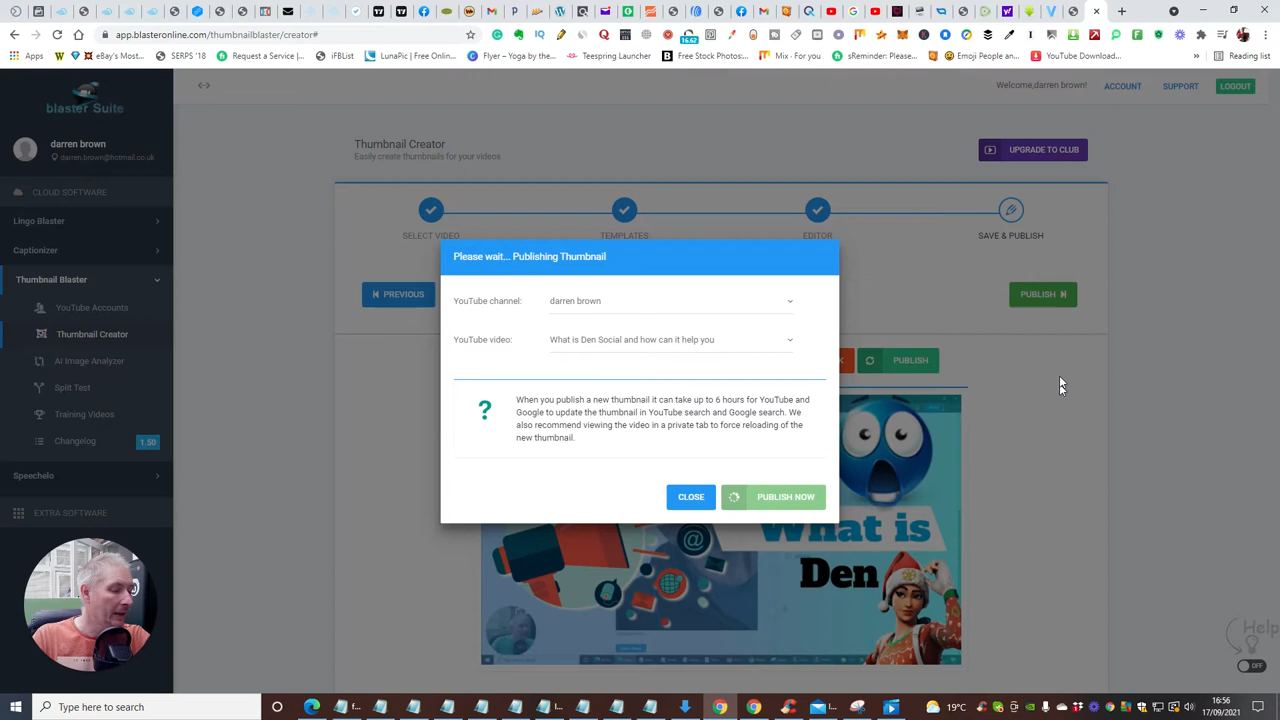 app.blasteronline.com/thumbnailblaster/creator#
16.62
Apps
eBay's Most...
SERPS '18
Request a Service |...
iFBList
LunaPic | Free Onlin...
Flyer – Yoga by the...
Teespring Launcher
Free Stock Photos:...
Mix · For you
sReminder: Please...
Emoji People and...
YouTube Download...
»
Reading list
blaster Suite
Welcome,darren brown!
ACCOUNT
SUPPORT
LOGOUT
darren brown
darren.brown@hotmail.co.uk
CLOUD SOFTWARE
Lingo Blaster
Captionizer
Thumbnail Blaster
YouTube Accounts
Thumbnail Creator
AI Image Analyzer
Split Test
Training Videos
Changelog
1.50
Speechelo
EXTRA SOFTWARE
Thumbnail Creator
Easily create thumbnails for your videos
UPGRADE TO CLUB
SELECT VIDEO
TEMPLATES
EDITOR
SAVE & PUBLISH
PREVIOUS
PUBLISH
Please wait... Publishing Thumbnail
YouTube channel:
darren brown
YouTube video:
What is Den Social and how can it help you
K
PUBLISH
?
When you publish a new thumbnail it can take up to 6 hours for YouTube and
Google to update the thumbnail in YouTube search and Google search. We
also recommend viewing the video in a private tab to force reloading of the
new thumbnail.
CLOSE
PUBLISH NOW
What is
Den
Help
OFF
Type here to search
19°C
16:56
17/09/2021